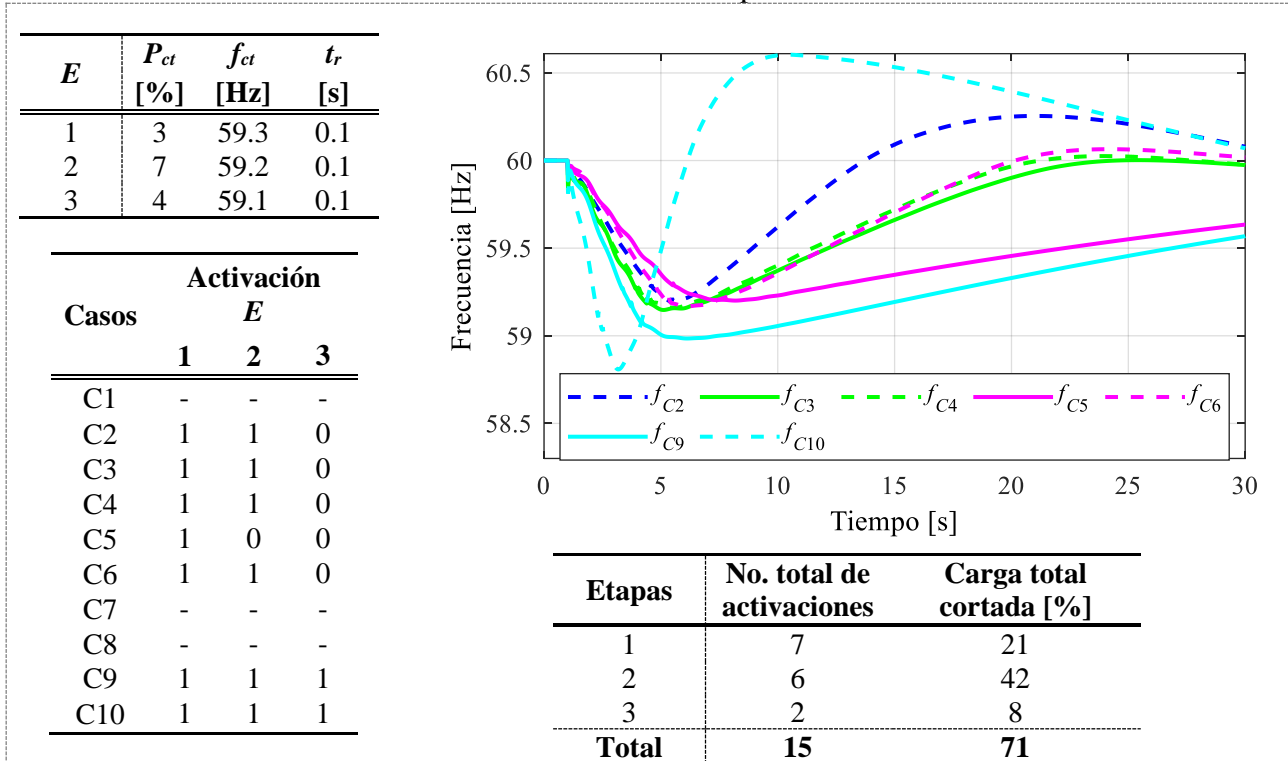 E P_ct f_ct t_r
[%] [Hz] [s]
1 3 59.3 0.1
2 7 59.2 0.1
3 4 59.1 0.1
Casos Activación
E
1 2 3
C1 - - -
C2 1 1 0
C3 1 1 0
C4 1 1 0
C5 1 0 0
C6 1 1 0
C7 - - -
C8 - - -
C9 1 1 1
C10 1 1 1
Frecuencia [Hz]
60.5
60
59.5
59
58.5
f_C2 f_C3 f_C4 f_C5 f_C6
f_C9 f_C10
0 5 10 15 20 25 30
Tiempo [s]
Etapas No. total de activaciones Carga total cortada [%]
1 7 21
2 6 42
3 2 8
Total 15 71